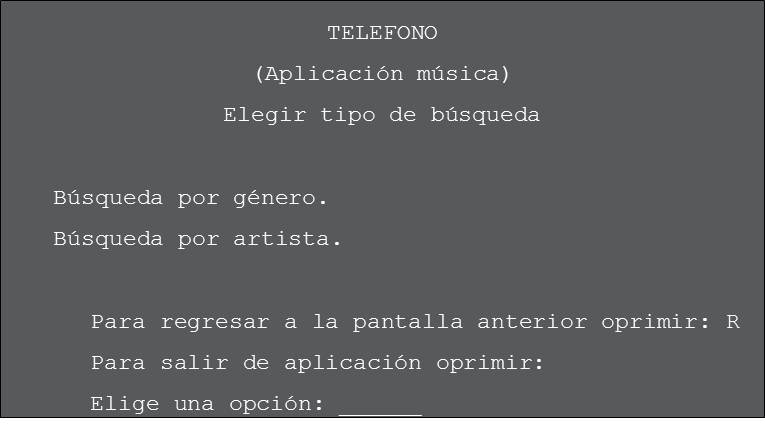 TELEFONO
(Aplicación música)
Elegir tipo de búsqueda
Búsqueda por género.
Búsqueda por artista.
Para regresar a la pantalla anterior oprimir: R
Para salir de aplicación oprimir:
Elige una opción: ______